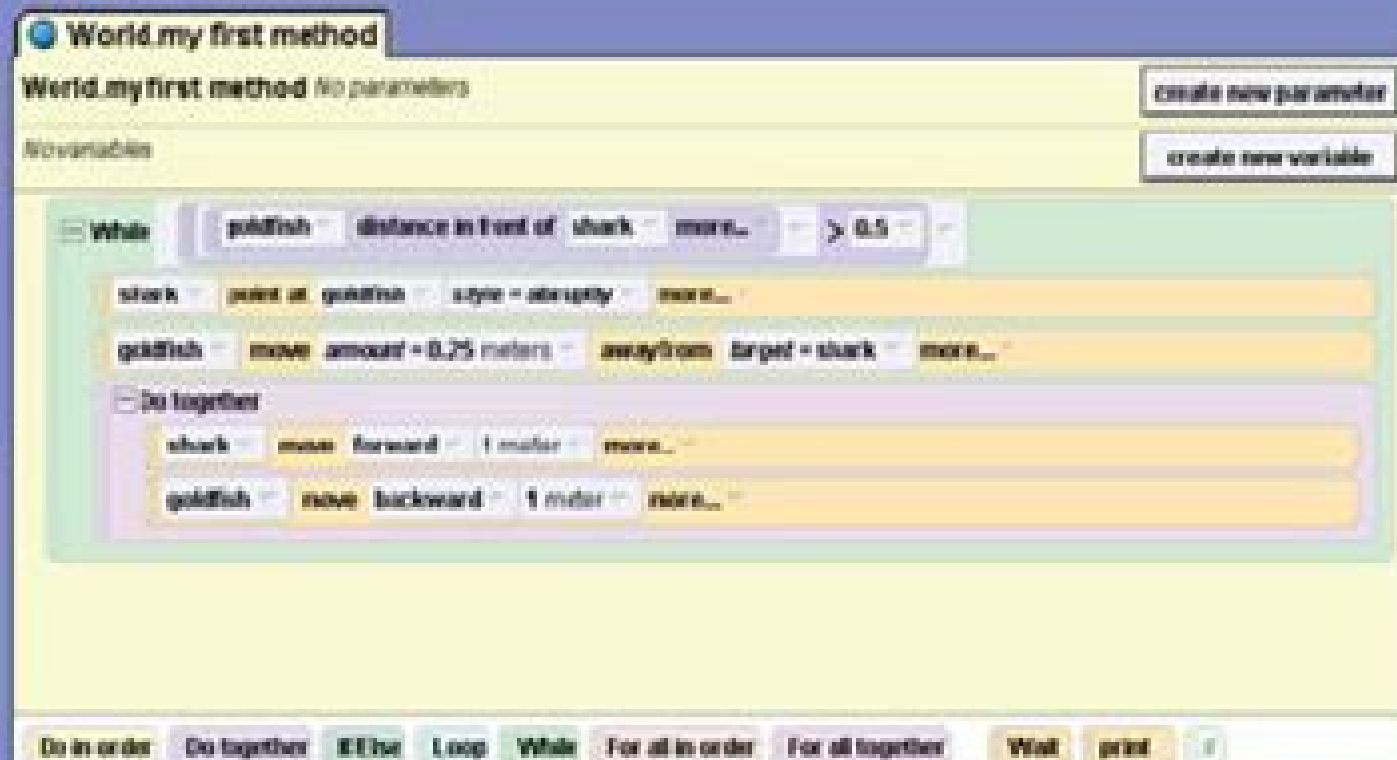 World.my first method
World.my first method No parameters
create new parameter
No variables
create new variable
While goldfish distance in front of shark more... > 0.5
shark point at goldfish style = abruptly more...
goldfish move amount = 0.25 meters away from target = shark more...
Do together
shark move forward 1 meter more...
goldfish move backward 1 meter more...
Do in order Do together If/Else Loop While For all in order For all together Wait print //